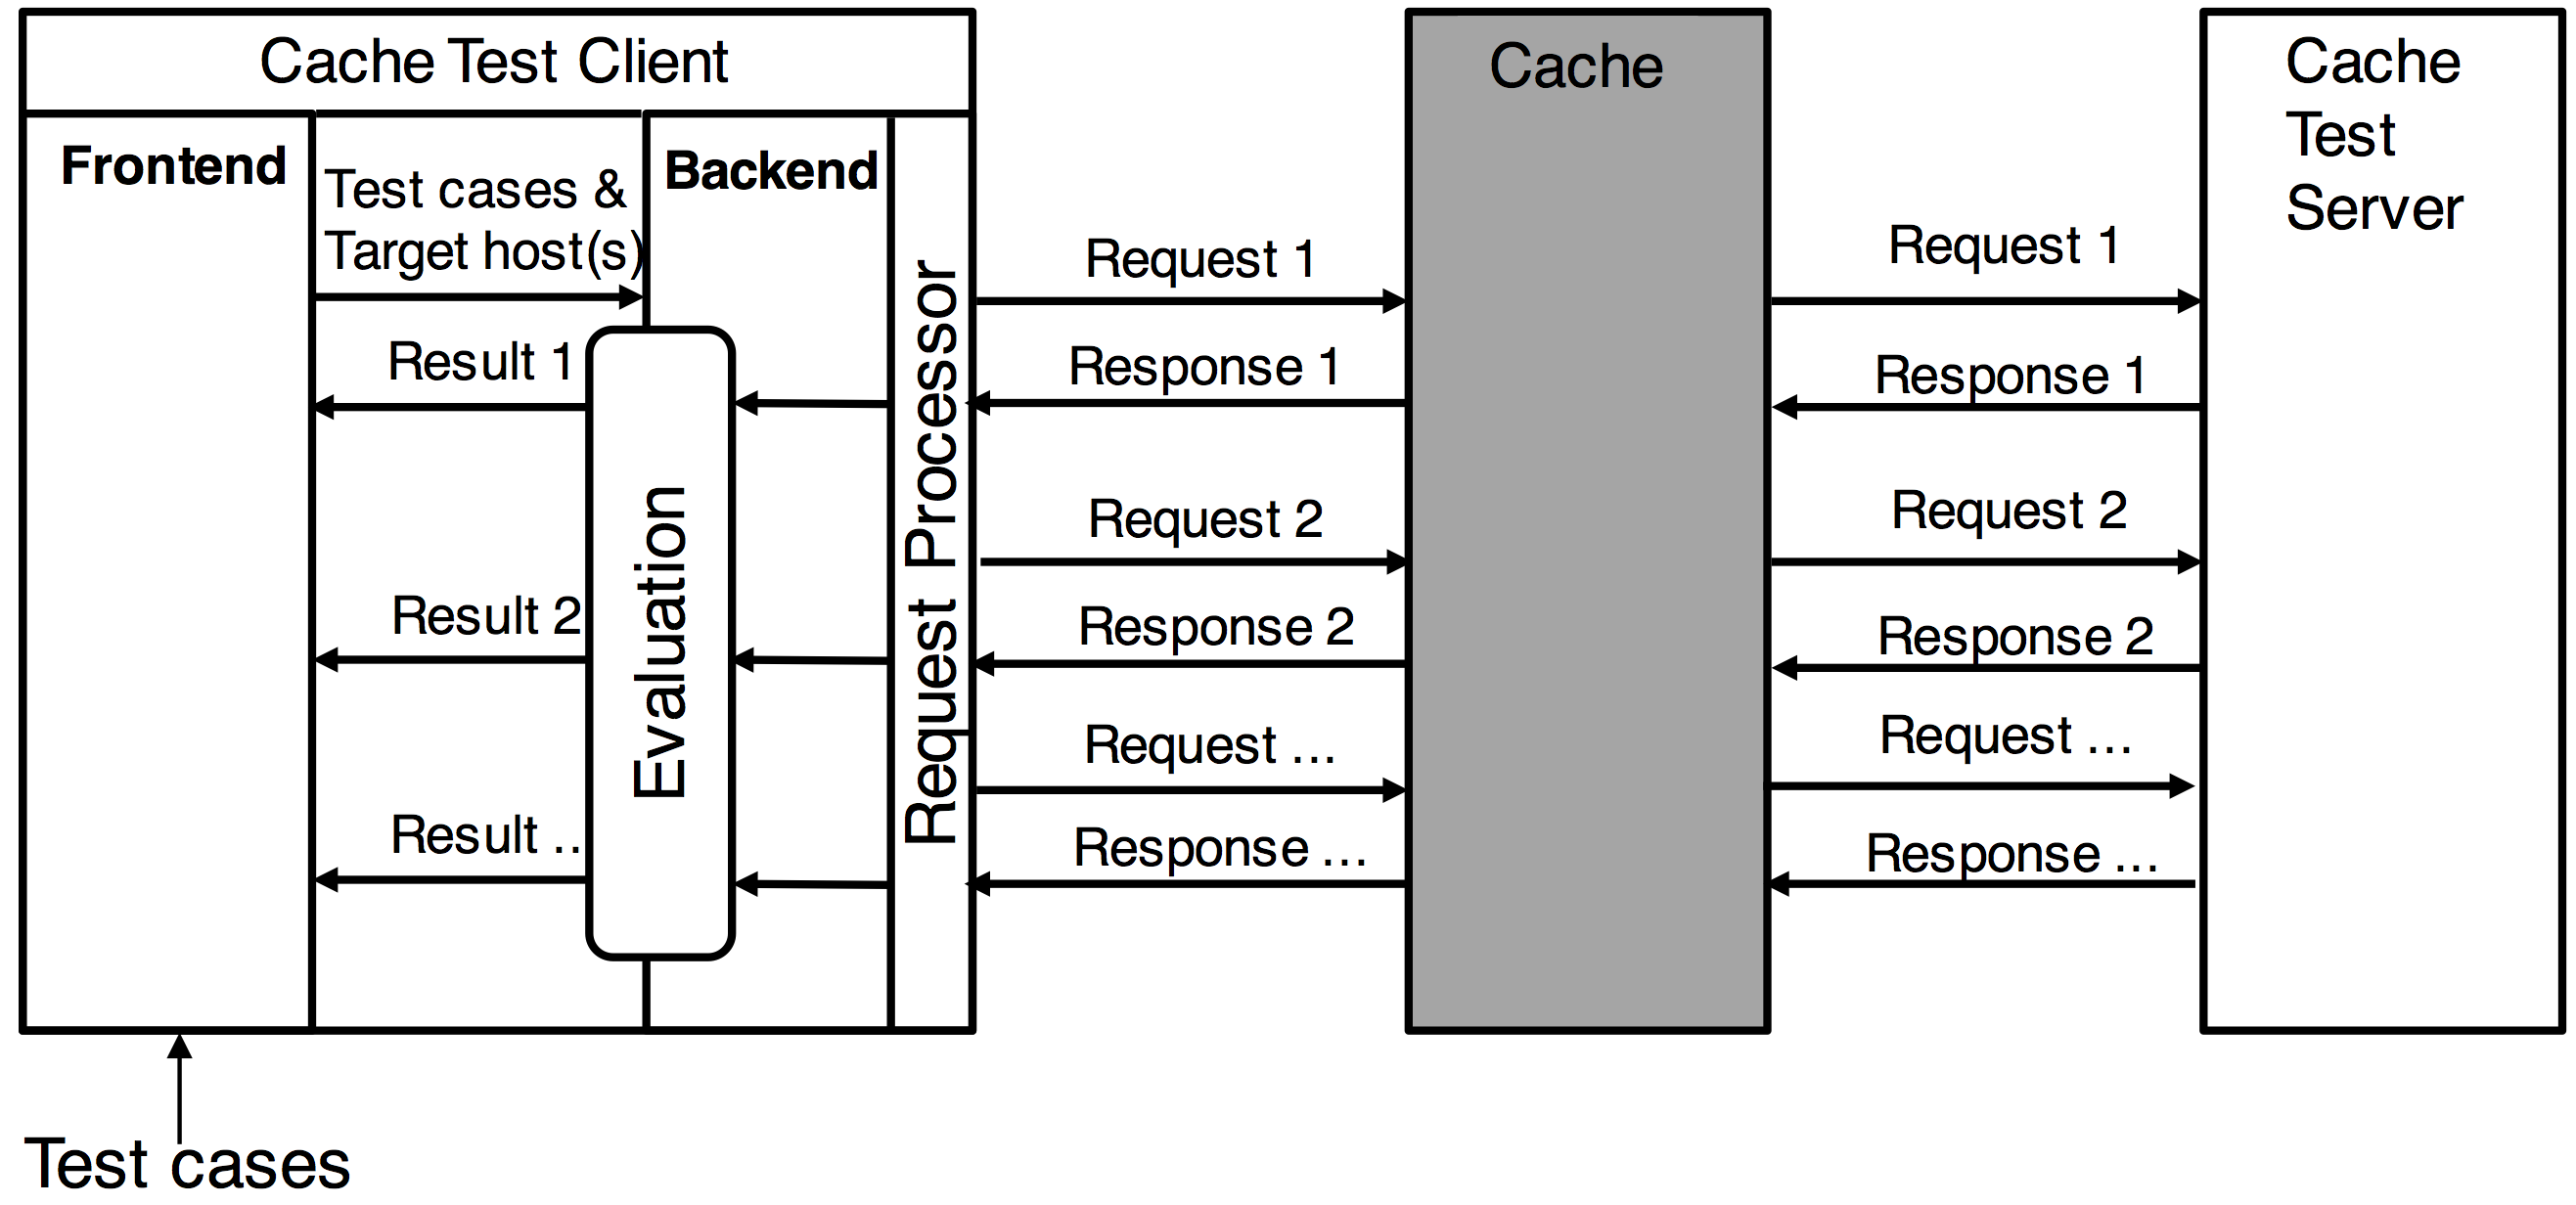 Cache Test Client
Frontend
Test cases &
Target host(s)
Backend
Result 1
Result 2
Result ..
Evaluation
Request Processor
Request 1
Response 1
Request 2
Response 2
Request ...
Response ...
Cache
Request 1
Response 1
Request 2
Response 2
Request ...
Response ...
Cache
Test
Server
Test cases